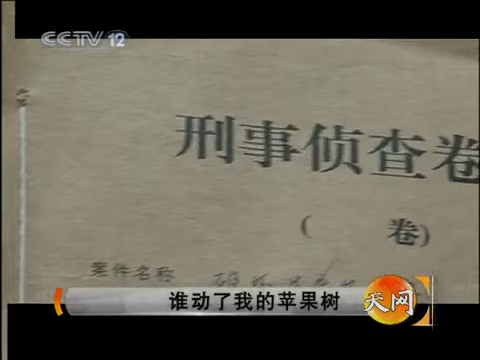 CCTV 12
刑事侦查卷
( 卷)
案件名称
谁动了我的苹果树
天网